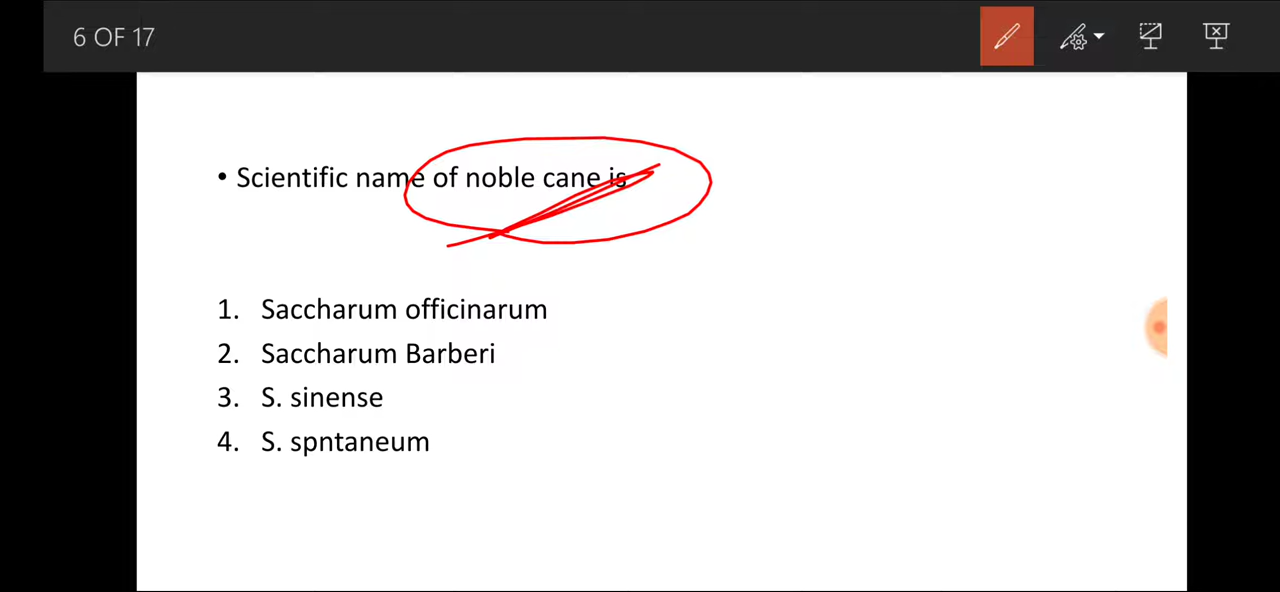 6 OF 17
• Scientific name of noble cane is
1. Saccharum officinarum
2. Saccharum Barberi
3. S. sinense
4. S. spntaneum